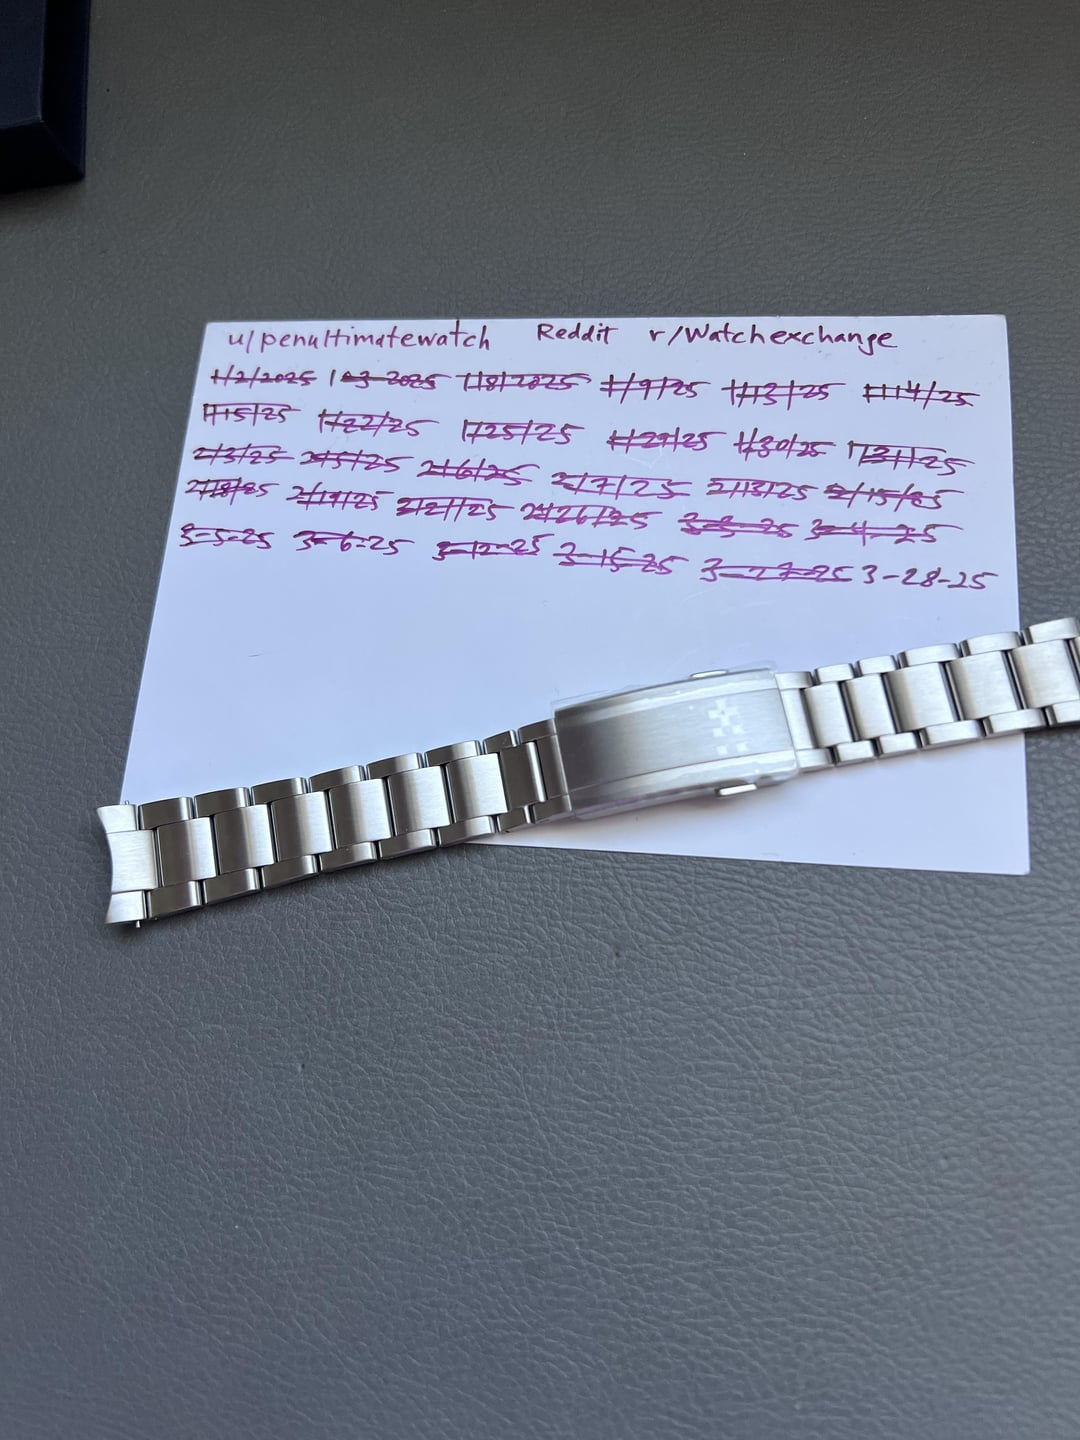 u/penultimatewatch Reddit r/Watchexchange
1/2/2025 1-3-2025 1/8/2025 1/9/25 1/13/25 1/14/25
1/15/25 1/22/25 1/25/25 1/29/25 1/30/25 1/31/25
2/3/25 2/5/25 2/6/25 2/7/25 2/13/25 2/15/25
2/18/25 2/19/25 2/21/25 2/26/25 3-3-25 3-4-25
3-5-25 3-6-25 3-12-25 3-15-25 3-27-25 3-28-25